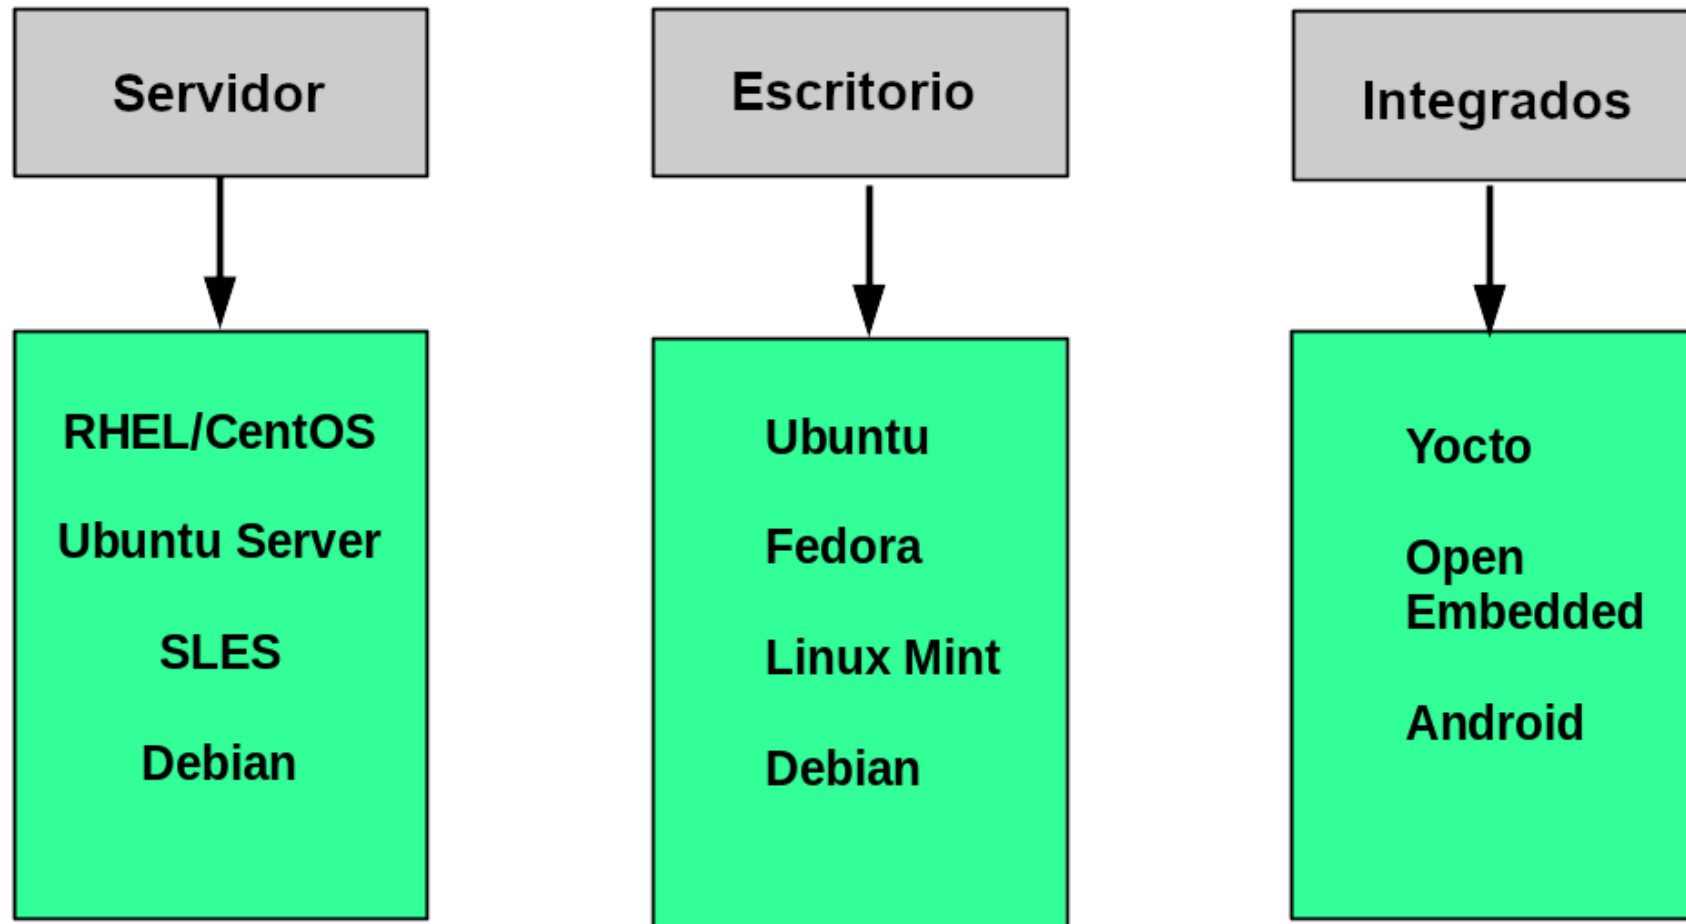 Servidor
RHEL/CentOS
Ubuntu Server
SLES
Debian
Escritorio
Ubuntu
Fedora
Linux Mint
Debian
Integrados
Yocto
Open
Embedded
Android